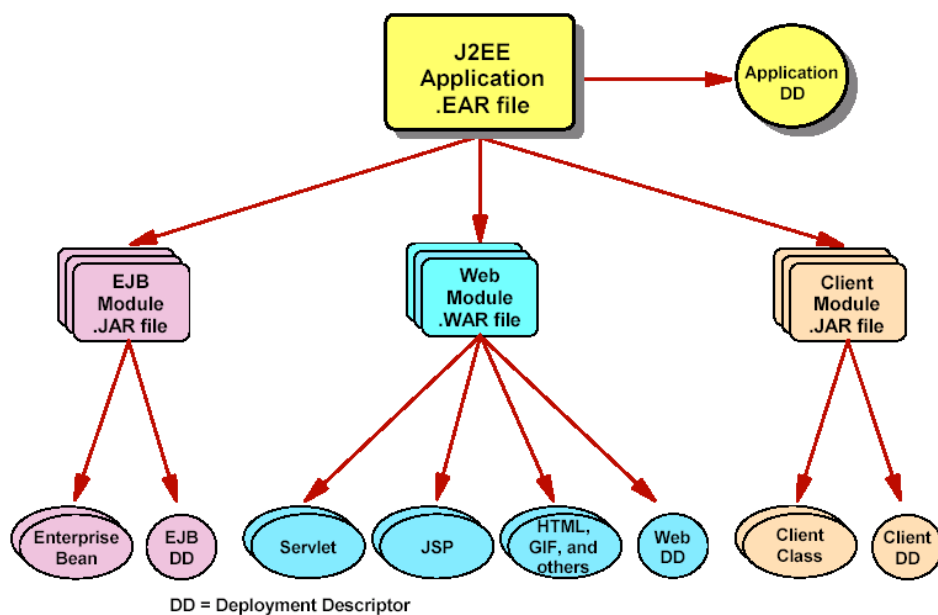 J2EE
Application
.EAR file
Application
DD
EJB
Module
.JAR file
Web
Module
.WAR file
Client
Module
.JAR file
Enterprise
Bean
EJB
DD
Servlet
JSP
HTML,
GIF, and
others
Web
DD
Client
Class
Client
DD
DD = Deployment Descriptor